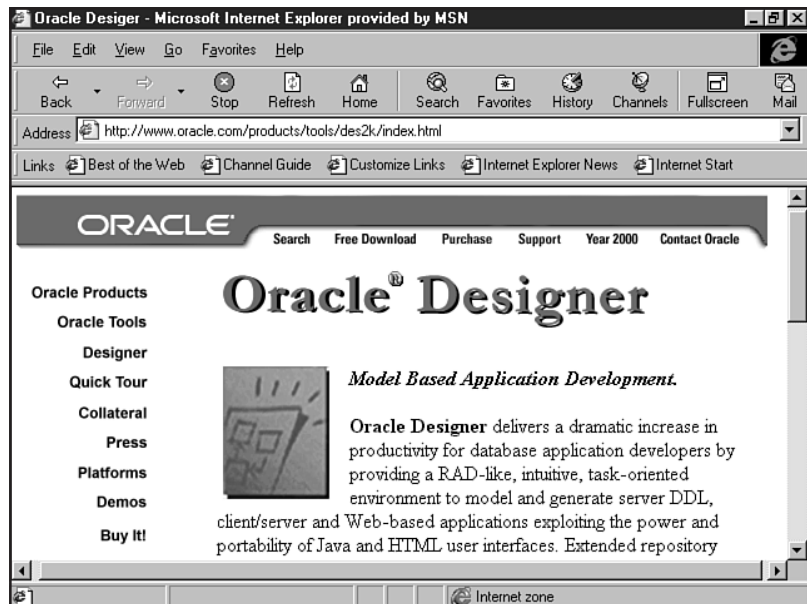 Oracle Desiger - Microsoft Internet Explorer provided by MSN
File Edit View Go Favorites Help
Back Forward Stop Refresh Home Search Favorites History Channels Fullscreen Mail
Address http://www.oracle.com/products/tools/des2k/index.html
Links Best of the Web Channel Guide Customize Links Internet Explorer News Internet Start
ORACLE®
Search Free Download Purchase Support Year 2000 Contact Oracle
Oracle Products
Oracle Tools
Designer
Quick Tour
Collateral
Press
Platforms
Demos
Buy It!
Oracle® Designer
Model Based Application Development.
Oracle Designer delivers a dramatic increase in
productivity for database application developers by
providing a RAD-like, intuitive, task-oriented
environment to model and generate server DDL,
client/server and Web-based applications exploiting the power and
portability of Java and HTML user interfaces. Extended repository
Internet zone